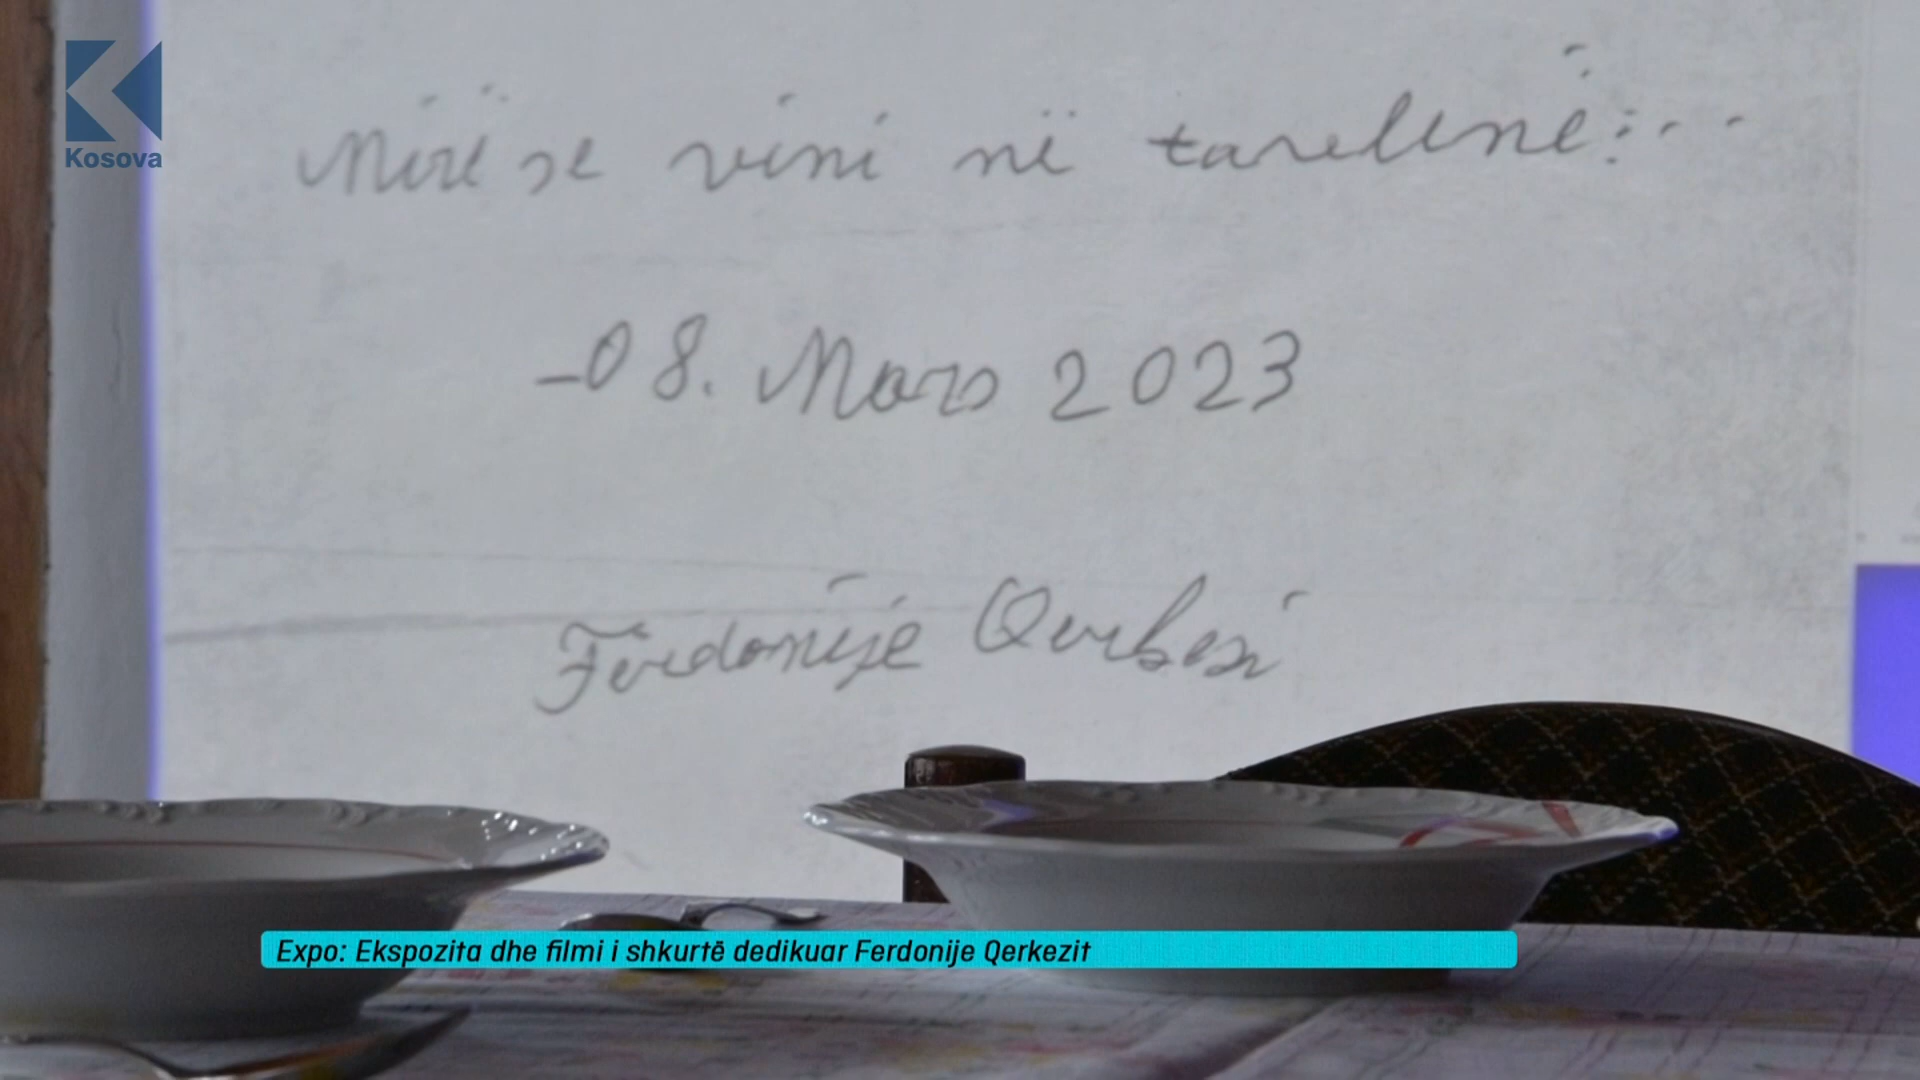 Kosova
Mirë se vini në
-08. Mars 2023
Ferdonije Qerkezi
Expo: Ekspozita dhe filmi i shkurtë dedikuar Ferdonije Qerkezit